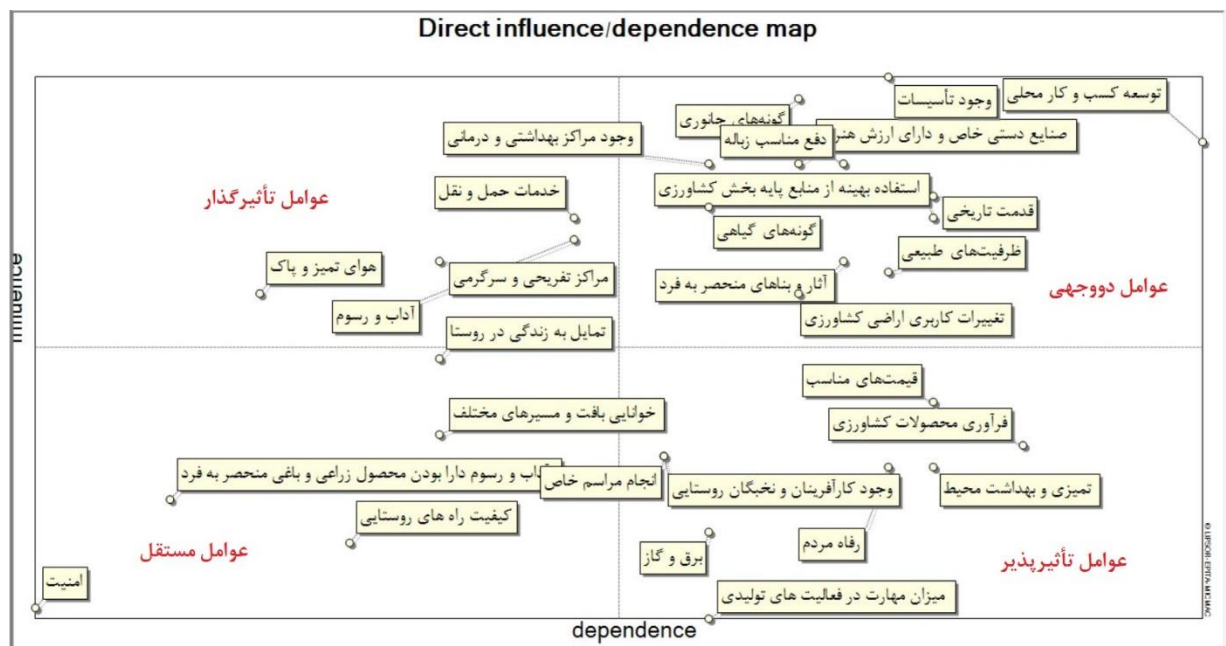 Direct influence/dependence map
توسعه کسب و کار محلی
وجود تأسیسات
گونه‌های جانوری
صنایع دستی خاص و دارای ارزش هنر
دفع مناسب زباله
وجود مراکز بهداشتی و درمانی
استفاده بهینه از منابع پایه بخش کشاورزی
خدمات حمل و نقل
عوامل تأثیرگذار
قدمت تاریخی
گونه‌های گیاهی
ظرفیت‌های طبیعی
هوای تمیز و پاک
مراکز تفریحی و سرگرمی
آثار و بناهای منحصر به فرد
عوامل دووجهی
آداب و رسوم
تغییرات کاربری اراضی کشاورزی
تمایل به زندگی در روستا
influence
قیمت‌های مناسب
خوانایی بافت و مسیرهای مختلف
فرآوری محصولات کشاورزی
آداب و رسوم دارا بودن محصول زراعی و باغی منحصر به فرد
انجام مراسم خاص
وجود کارآفرینان و نخبگان روستایی
تمیزی و بهداشت محیط
کیفیت راه های روستایی
رفاه مردم
برق و گاز
عوامل مستقل
عوامل تأثیرپذیر
امنیت
میزان مهارت در فعالیت های تولیدی
dependence
© LIPSOR-EPITA-MICMAC